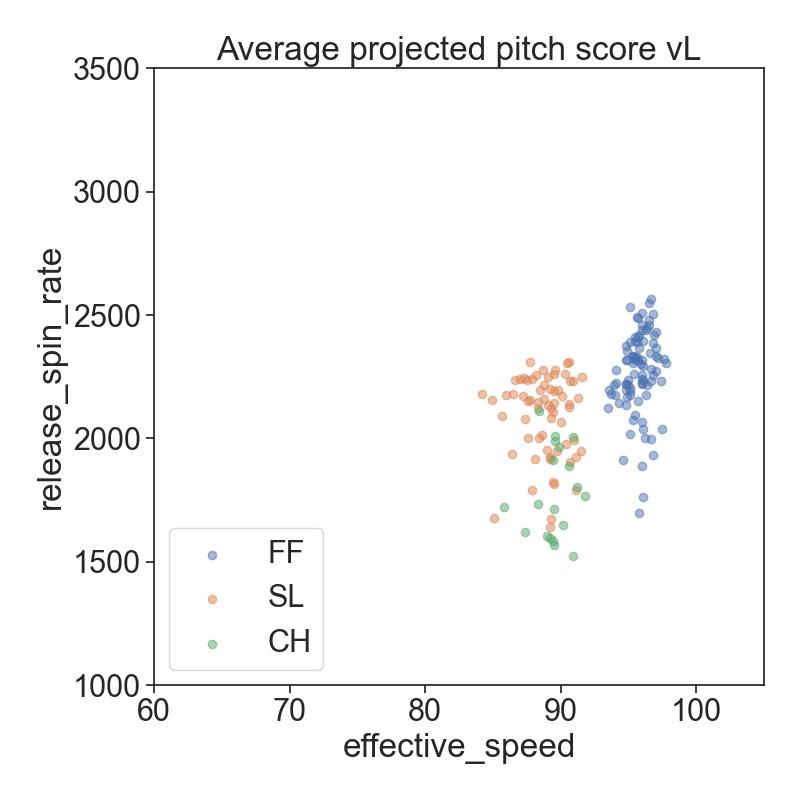 Average projected pitch score vL
3500
3000
2500
2000
1500
1000
release_spin_rate
60
70
80
90
100
effective_speed
FF
SL
CH